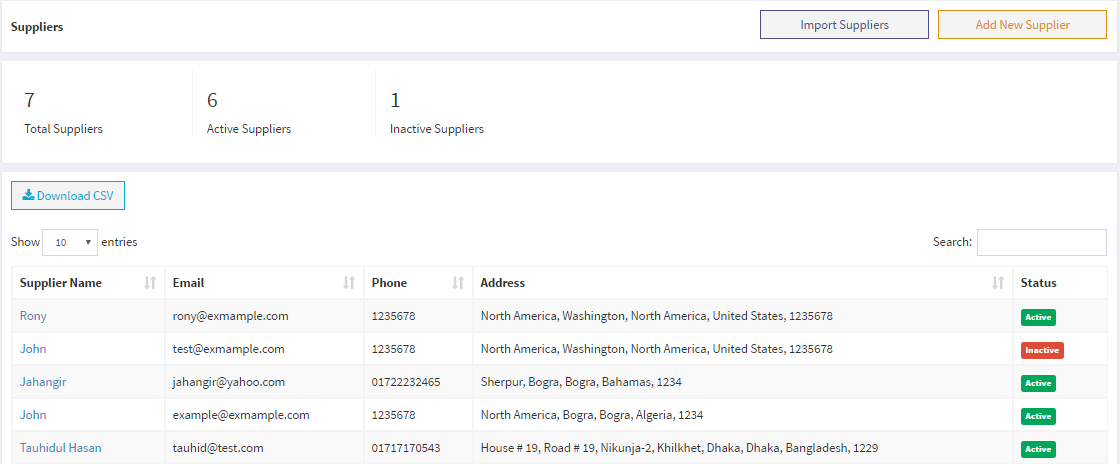 Suppliers Import Suppliers Add New Supplier
7 6 1
Total Suppliers Active Suppliers Inactive Suppliers
Download CSV
Show 10 entries Search:
Supplier Name Email Phone Address Status
Rony rony@exmample.com 1235678 North America, Washington, North America, United States, 1235678 Active
John test@exmample.com 1235678 North America, Washington, North America, United States, 1235678 Inactive
Jahangir jahangir@yahoo.com 01722232465 Sherpur, Bogra, Bogra, Bahamas, 1234 Active
John example@exmample.com 1235678 North America, Bogra, Bogra, Algeria, 1234 Active
Tauhidul Hasan tauhid@test.com 01717170543 House # 19, Road # 19, Nikunja-2, Khilkhet, Dhaka, Dhaka, Bangladesh, 1229 Active